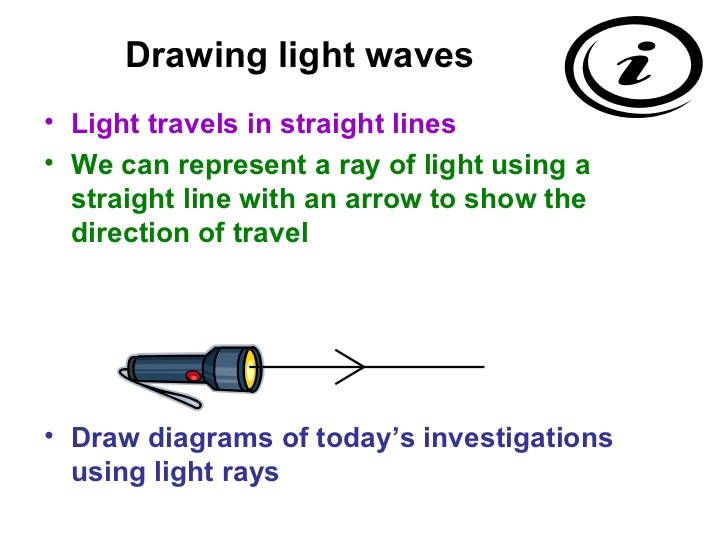 Drawing light waves
i
• Light travels in straight lines
• We can represent a ray of light using a
straight line with an arrow to show the
direction of travel
• Draw diagrams of today’s investigations
using light rays